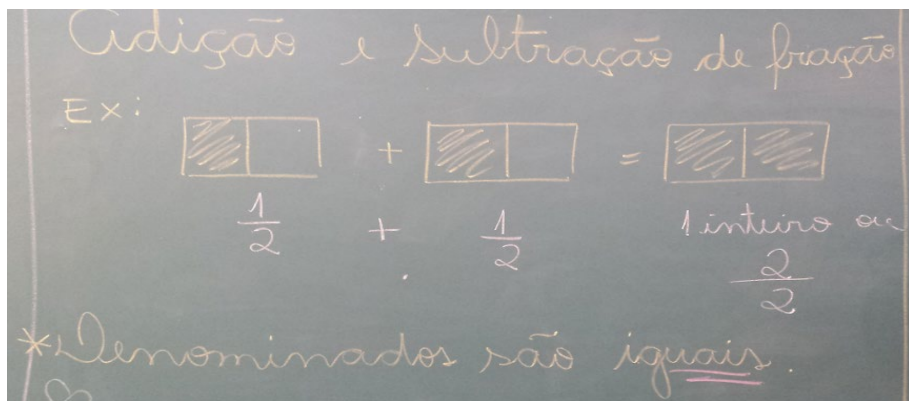 Adição e subtração de fração
Ex:
+ =
1/2 + 1/2 1 inteiro ou 2/2
* Denominados são iguais.